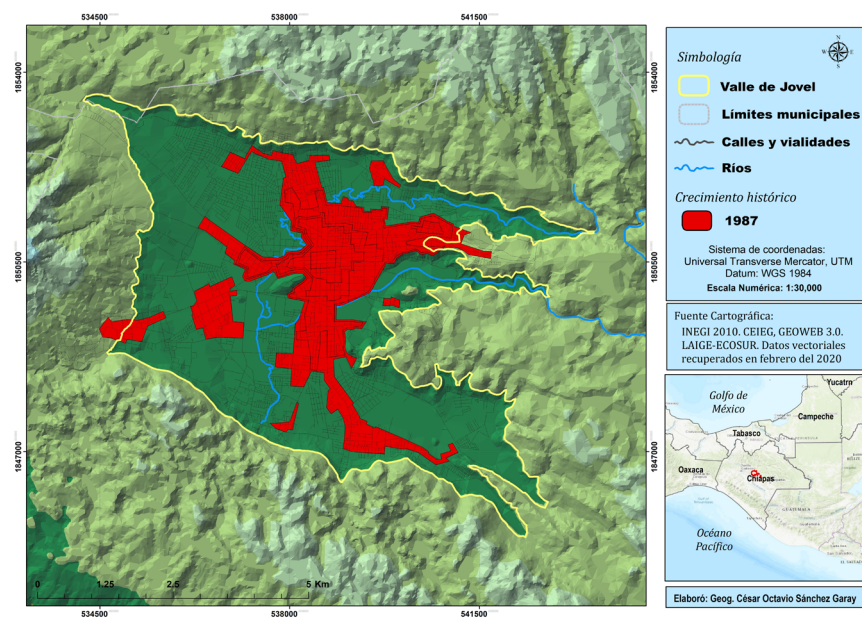 534500
538000
541500
1854000
1850500
1847000
1854000
1850500
1847000
0
1.25
2.5
5 Km
534500
538000
541500
Simbología
N
W
E
S
Valle de Jovel
Límites municipales
Calles y vialidades
Ríos
Crecimiento histórico
1987
Sistema de coordenadas:
Universal Transverse Mercator, UTM
Datum: WGS 1984
Escala Numérica: 1:30,000
Fuente Cartográfica:
INEGI 2010. CEIEG, GEOWEB 3.0.
LAIGE-ECOSUR. Datos vectoriales
recuperados en febrero del 2020
Golfo de
México
Yucatrn
Campeche
Tabasco
Oaxaca
Chiapas
GUATEMALA
Océano
Pacífico
Elaboró: Geog. César Octavio Sánchez Garay